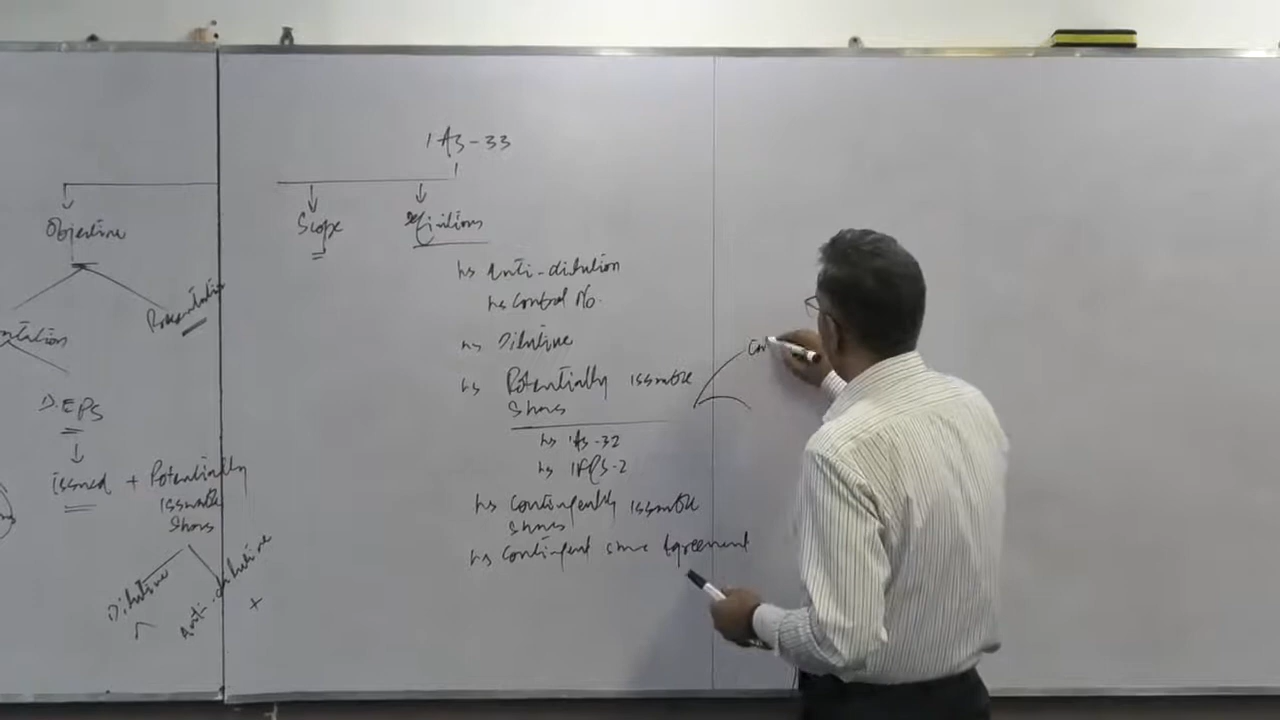 IAS-33
Objective
Scope
Definitions
Presentation
D.EPS
issued + Potentially
issuable
Shares
Dilutive
Anti-dilutive
+
↳ Anti-dilution
↳ Control No.
↳ Dilutive
↳ Potentially issuable
Shares
↳ IAS-32
↳ IFRS-2
↳ Contingently issuable
Shares
↳ Contingent share Agreement